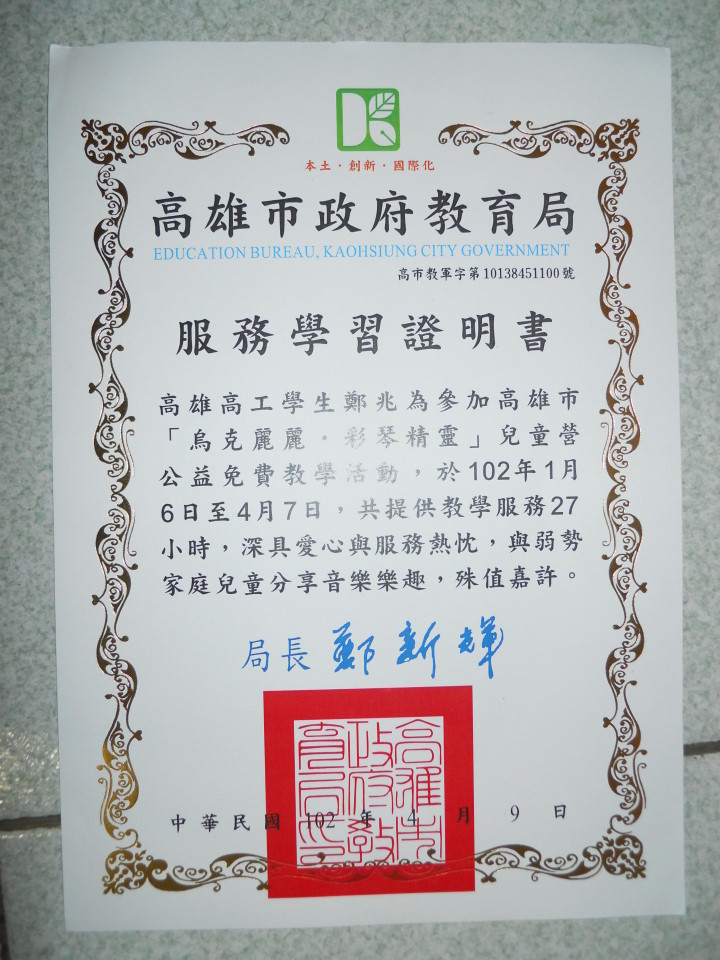 本土·創新·國際化
高雄市政府教育局
EDUCATION BUREAU, KAOHSIUNG CITY GOVERNMENT
高市教軍字第10138451100號
服務學習證明書
高雄高工學生鄭兆為參加高雄市
「烏克麗麗·彩琴精靈」兒童營
公益免費教學活動，於102年1月
6日至4月7日，共提供教學服務27
小時，深具愛心與服務熱忱，與弱勢
家庭兒童分享音樂樂趣，殊值嘉許。
局長 鄭新輝
高雄市政府教育局印
中華民國 102 年 4 月 9 日